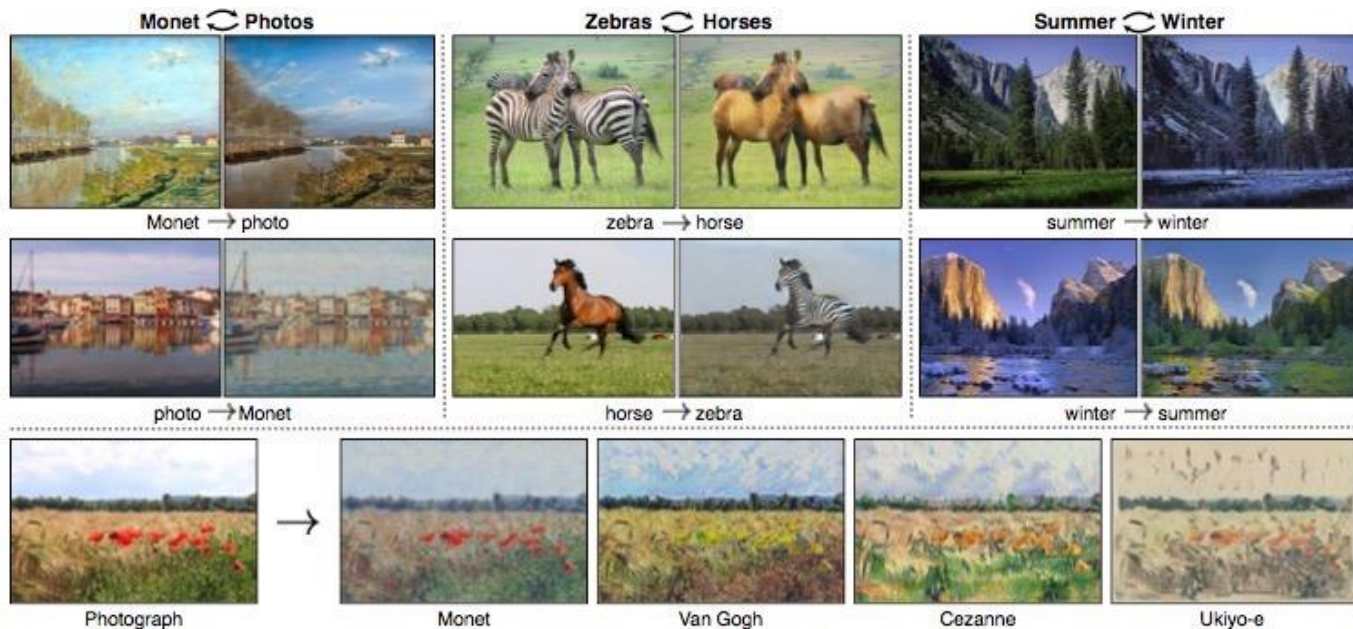 Monet ⇄ Photos
Zebras ⇄ Horses
Summer ⇄ Winter
Monet → photo
zebra → horse
summer → winter
photo → Monet
horse → zebra
winter → summer
Photograph
Monet
Van Gogh
Cezanne
Ukiyo-e